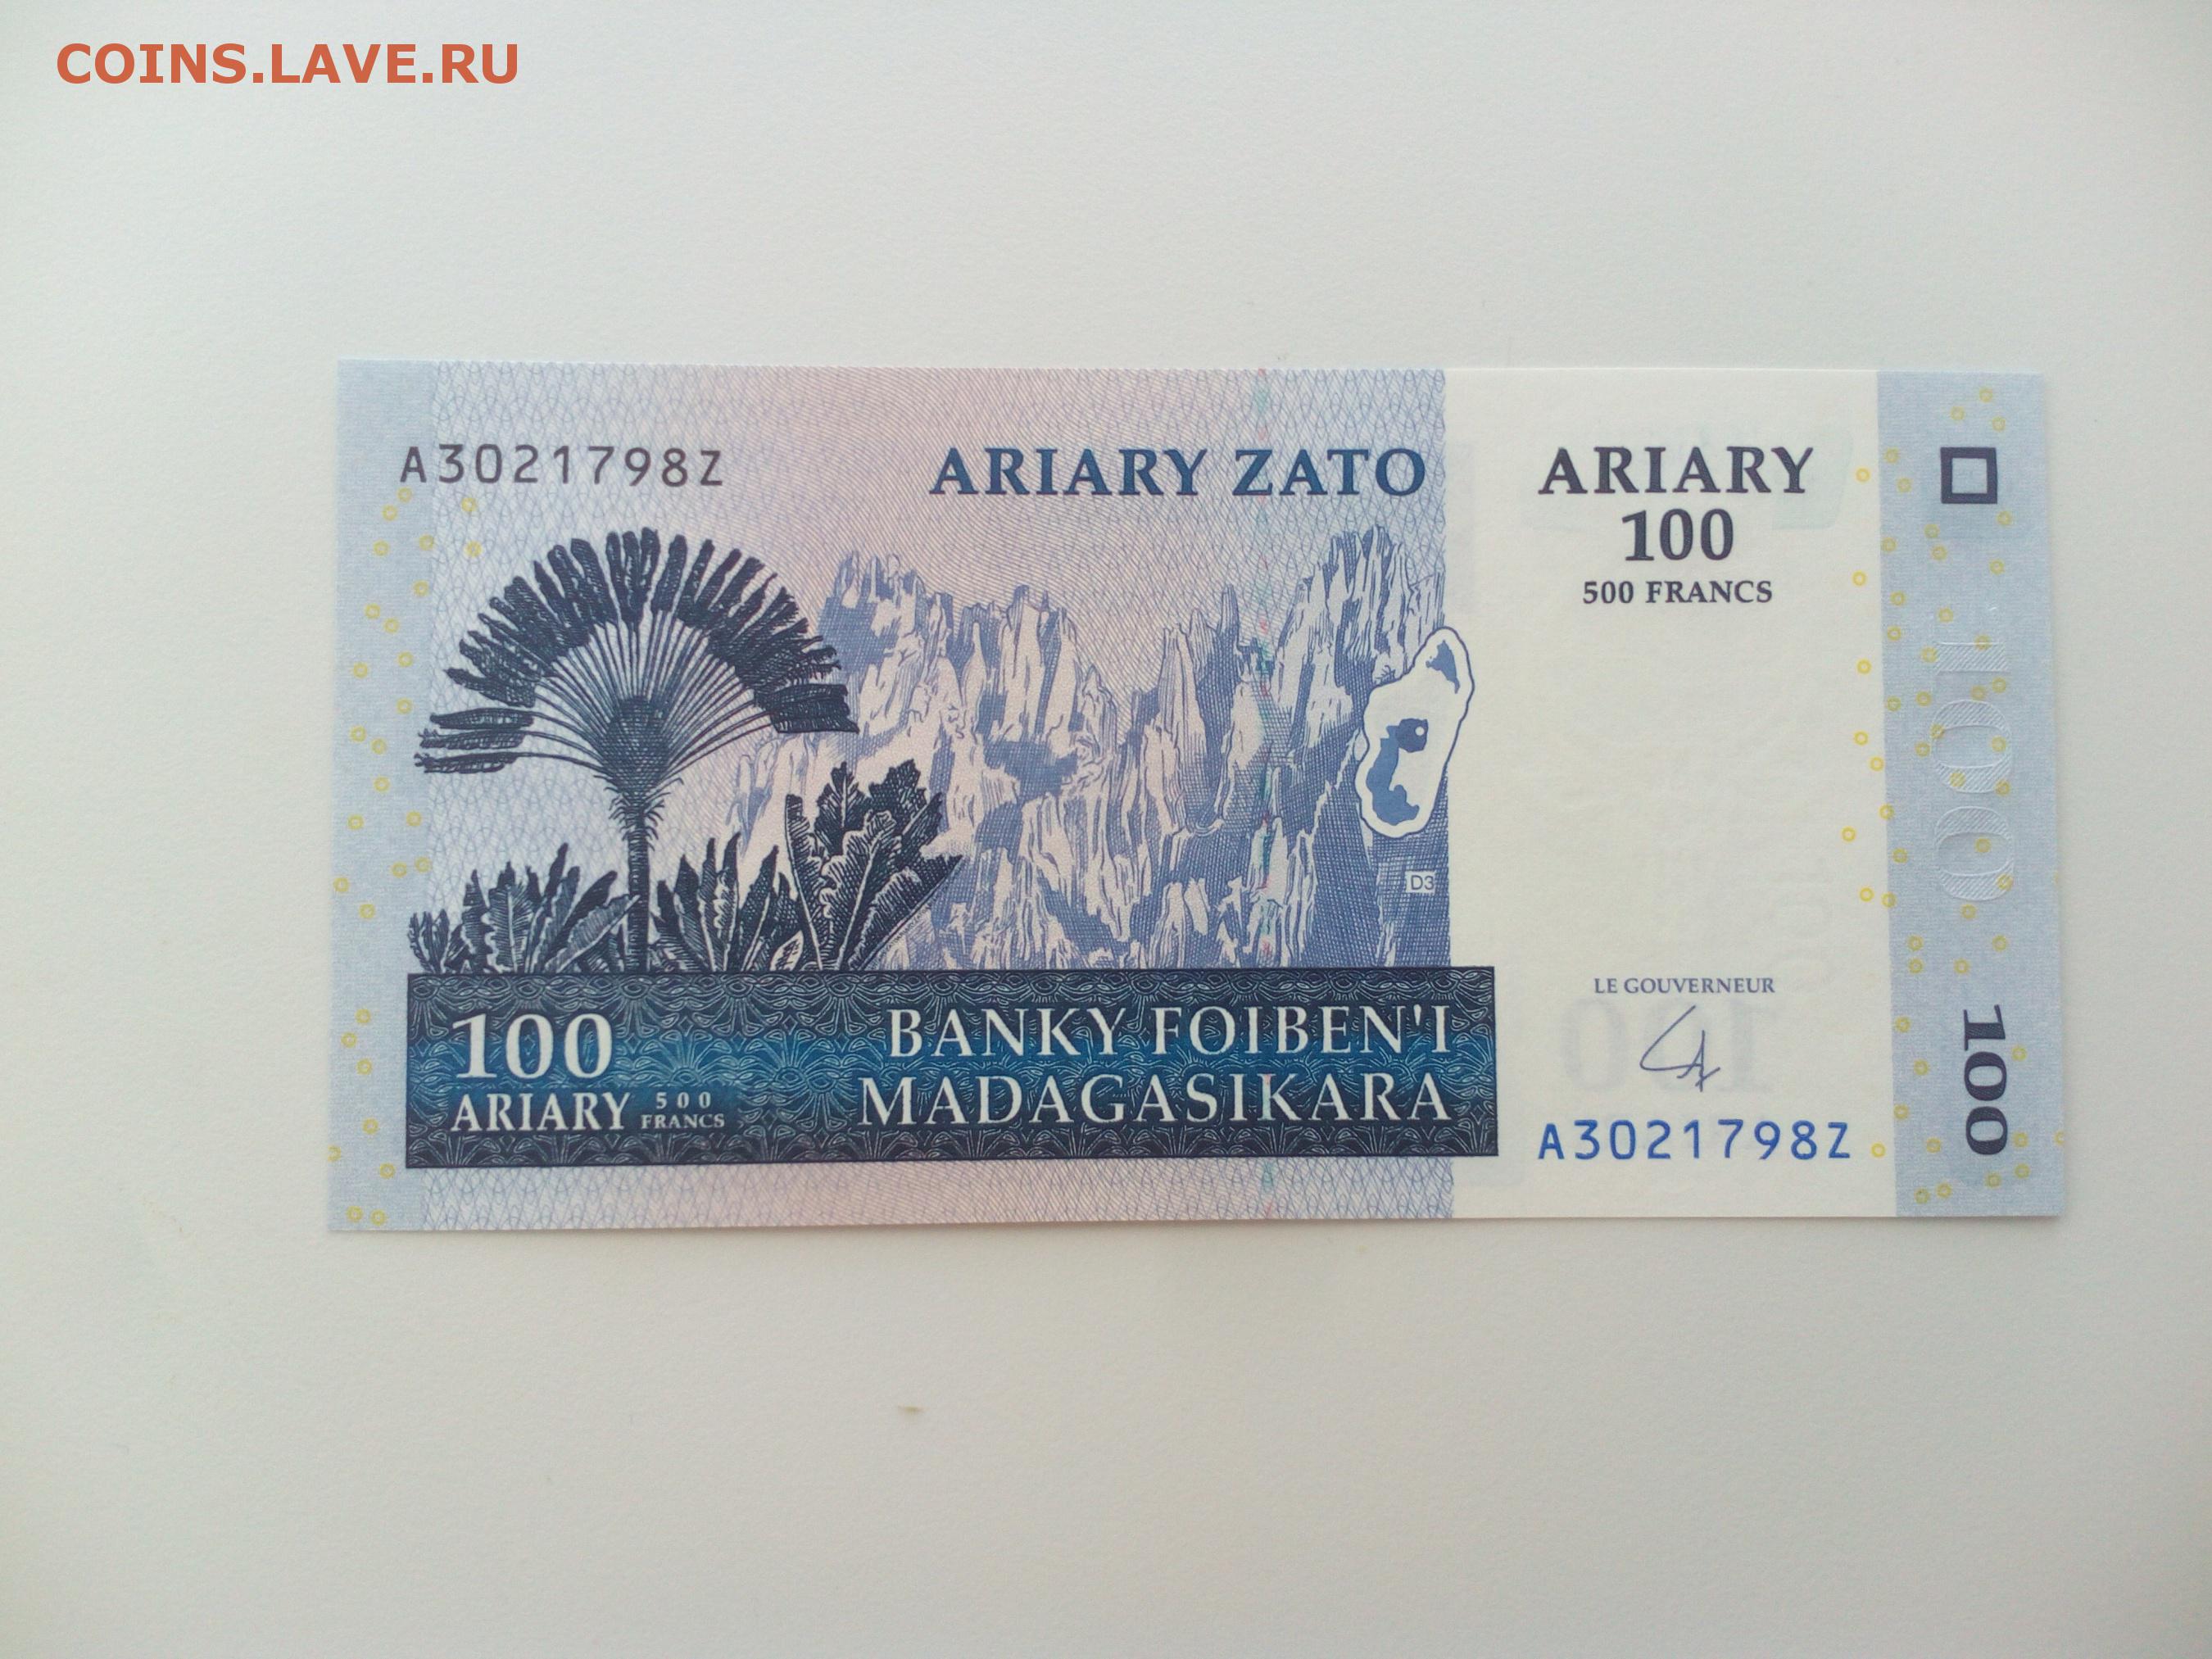 COINS.LAVE.RU
A3021798Z
ARIARY ZATO
ARIARY
100
500 FRANCS
D3
100
LE GOUVERNEUR
100
ARIARY 500
FRANCS
BANKY FOIBEN'I
MADAGASIKARA
A3021798Z
100